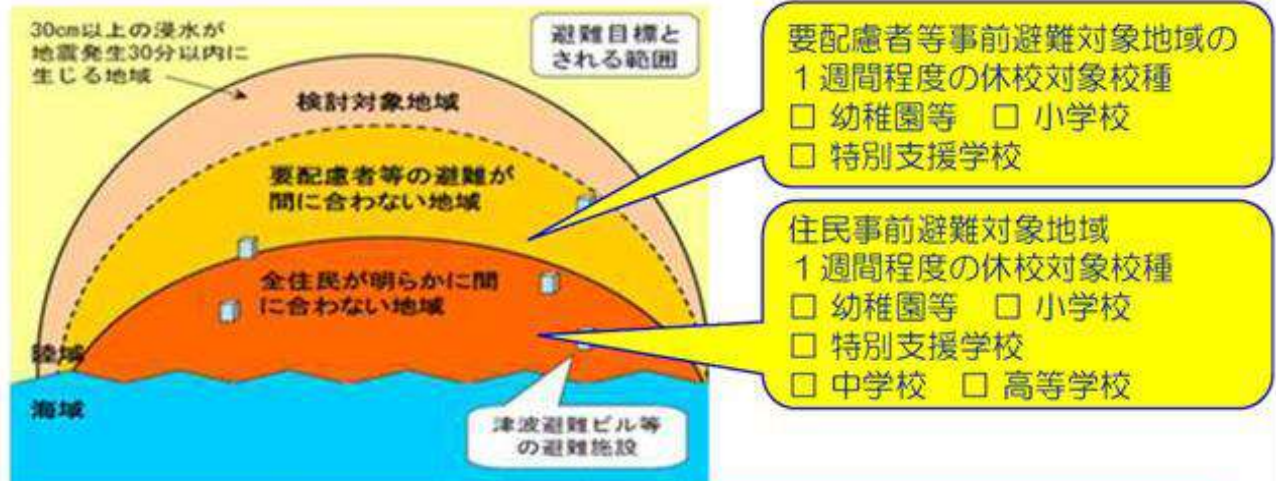 30cm以上の浸水が
地震発生30分以内に
生じる地域
避難目標と
される範囲
検討対象地域
要配慮者等の避難が
間に合わない地域
全住民が明らかに間
に合わない地域
陸域
海域
津波避難ビル等
の避難施設
要配慮者等事前避難対象地域の
１週間程度の休校対象校種
□ 幼稚園等 □ 小学校
□ 特別支援学校
住民事前避難対象地域
１週間程度の休校対象校種
□ 幼稚園等 □ 小学校
□ 特別支援学校
□ 中学校 □ 高等学校